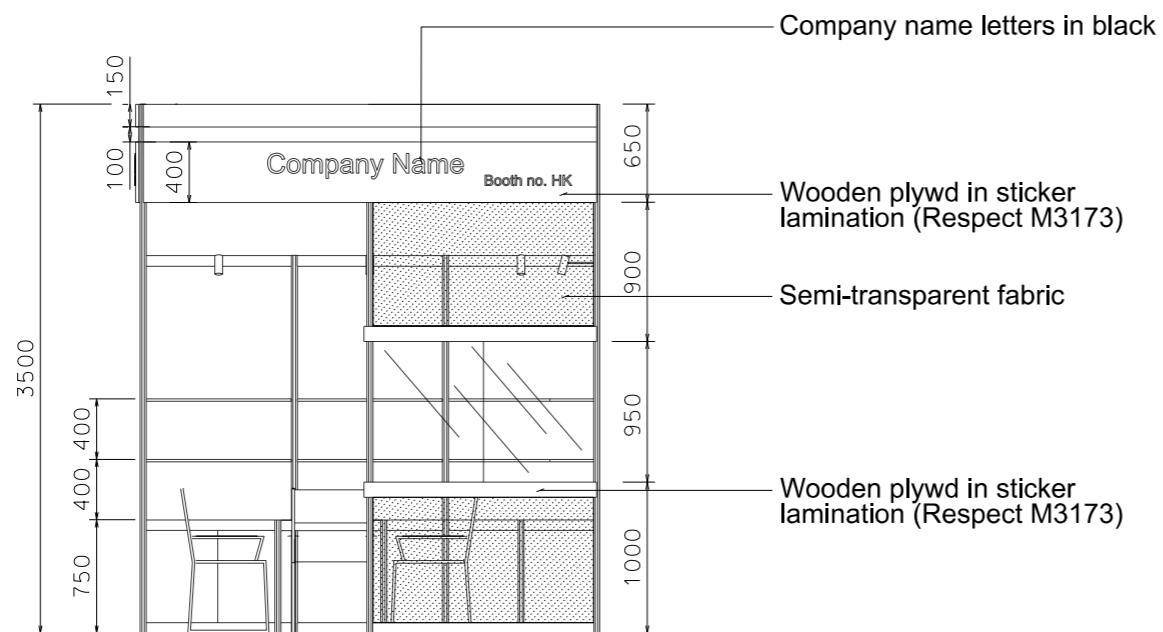 Company name letters in black
150
3500
100
400
Company Name
Booth no. HK
650
Wooden plywd in sticker
lamination (Respect M3173)
900
Semi-transparent fabric
400
950
400
Wooden plywd in sticker
lamination (Respect M3173)
750
1000